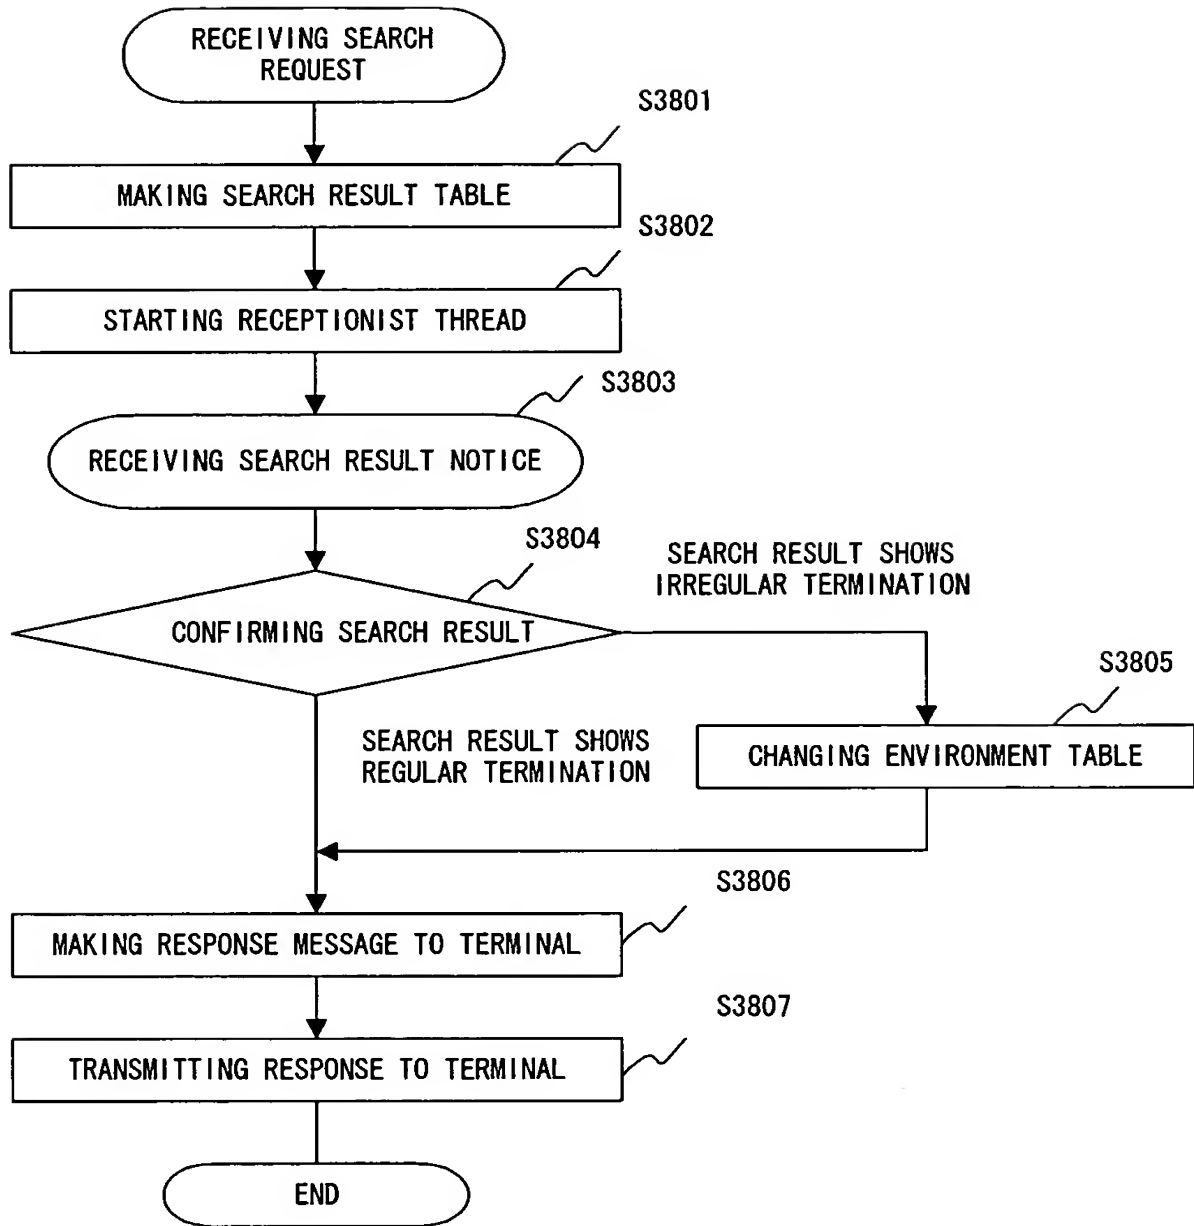 RECEIVING SEARCH
REQUEST
S3801
MAKING SEARCH RESULT TABLE
S3802
STARTING RECEPTIONIST THREAD
S3803
RECEIVING SEARCH RESULT NOTICE
S3804
SEARCH RESULT SHOWS
IRREGULAR TERMINATION
CONFIRMING SEARCH RESULT
S3805
SEARCH RESULT SHOWS
REGULAR TERMINATION
CHANGING ENVIRONMENT TABLE
S3806
MAKING RESPONSE MESSAGE TO TERMINAL
S3807
TRANSMITTING RESPONSE TO TERMINAL
END